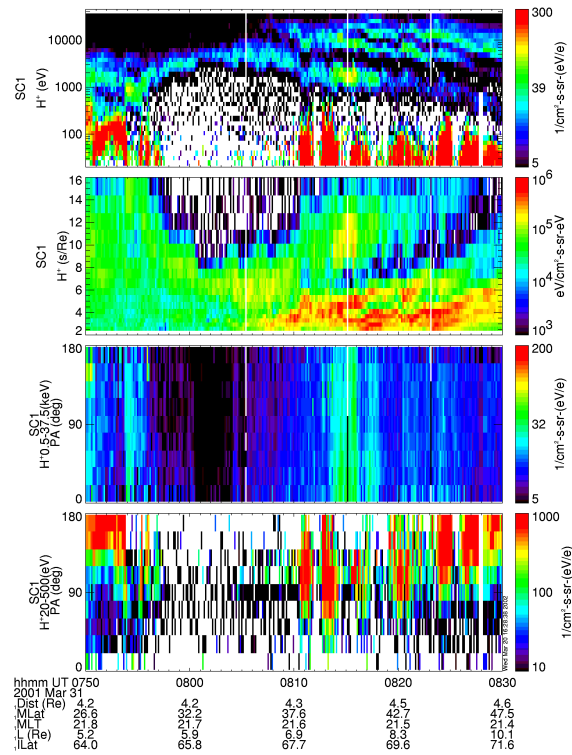 SC1
H⁺ (eV)
10000
1000
100
300
39
5
1/cm²-s-sr-(eV/e)
SC1
H⁺ (s/Re)
16
14
12
10
8
6
4
2
10⁶
10⁵
10⁴
10³
eV/cm²-s-sr-eV
SC1
H⁺0.5-37.5(keV)
PA (deg)
180
90
0
200
32
5
1/cm²-s-sr-(eV/e)
SC1
H⁺20-500(eV)
PA (deg)
180
90
0
1000
100
10
1/cm²-s-sr-(eV/e)
hhmm UT 0750 0800 0810 0820 0830
2001 Mar 31
,Dist (Re) 4.2 4.2 4.3 4.5 4.6
,MLat 26.6 32.2 37.6 42.7 47.5
,MLT 21.8 21.7 21.6 21.5 21.4
,L (Re) 5.2 5.9 6.9 8.3 10.1
,iLat 64.0 65.8 67.7 69.6 71.6